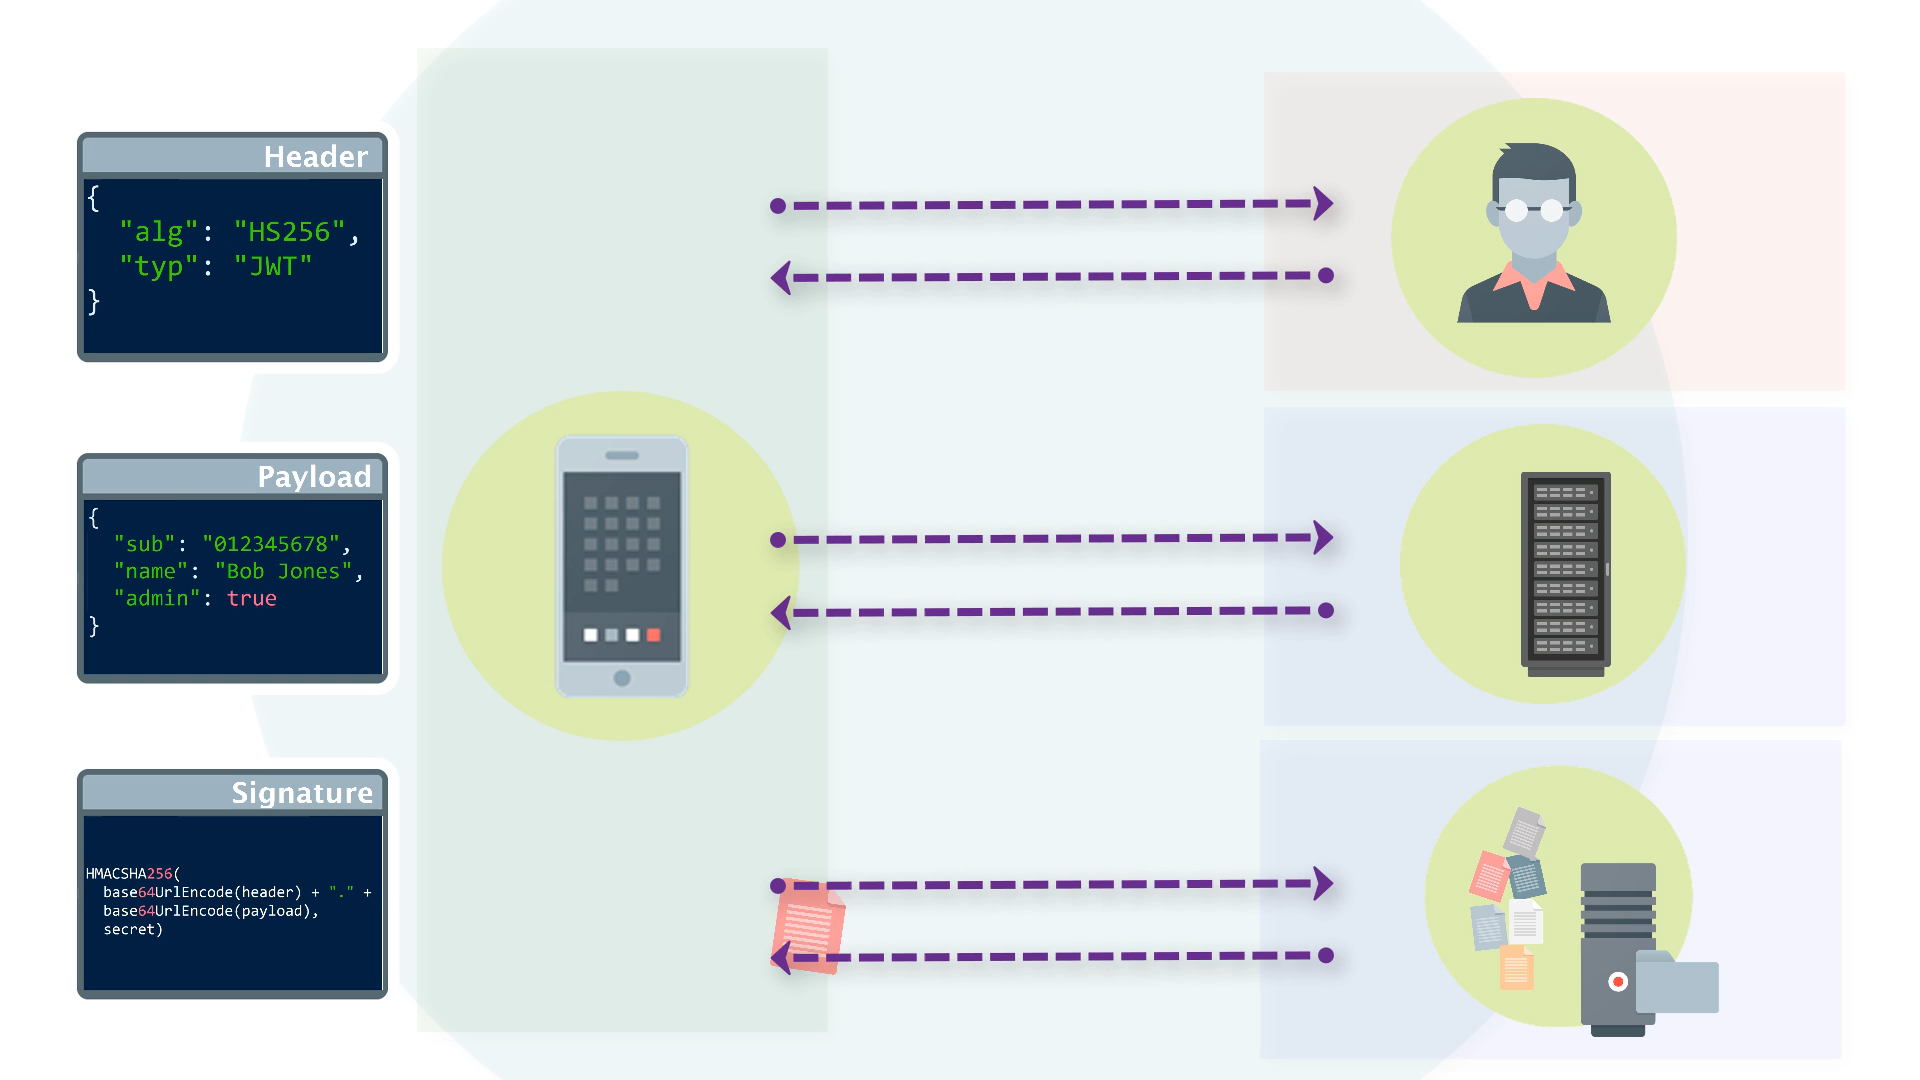 Header
{
  "alg": "HS256",
  "typ": "JWT"
}
Payload
{
  "sub": "012345678",
  "name": "Bob Jones",
  "admin": true
}
Signature
HMACSHA256(
  base64UrlEncode(header) + "." +
  base64UrlEncode(payload),
  secret)